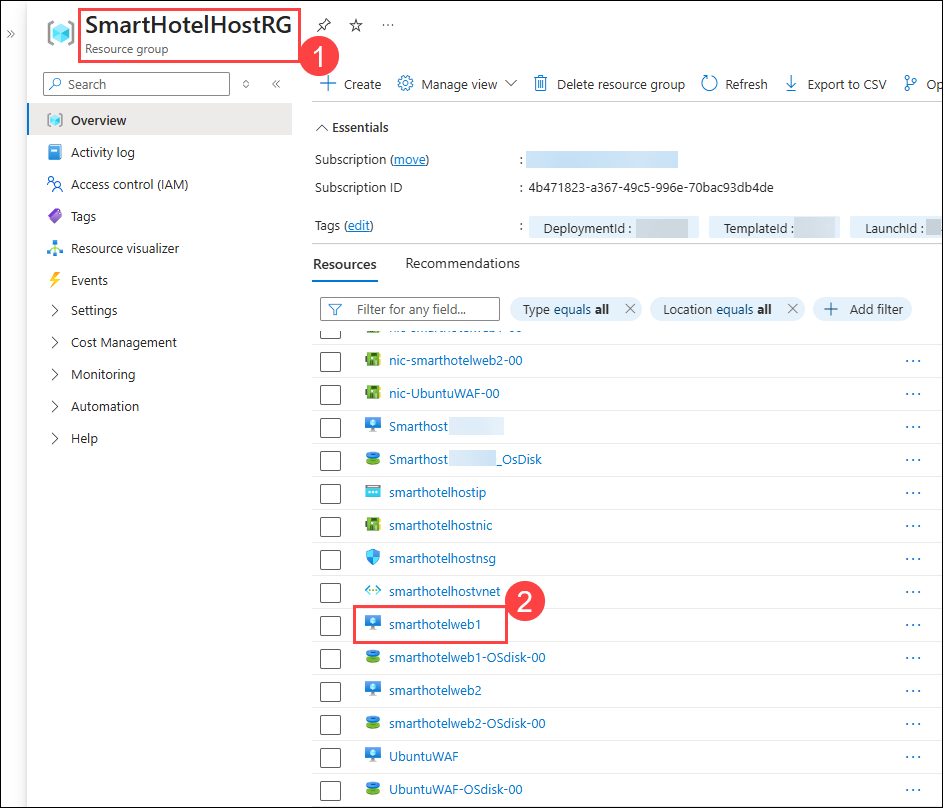 SmartHotelHostRG
Resource group
1
Search
Create
Manage view
Delete resource group
Refresh
Export to CSV
Overview
Activity log
Access control (IAM)
Tags
Resource visualizer
Events
Settings
Cost Management
Monitoring
Automation
Help
Essentials
Subscription (move) :
Subscription ID : 4b471823-a367-49c5-996e-70bac93db4de
Tags (edit) : DeploymentId : TemplateId : LaunchId :
Resources Recommendations
Filter for any field... Type equals all Location equals all Add filter
nic-smarthotelweb2-00
nic-UbuntuWAF-00
Smarthost
Smarthost _OsDisk
smarthotelhostip
smarthotelhostnic
smarthotelhostnsg
smarthotelhostvnet
2
smarthotelweb1
smarthotelweb1-OSdisk-00
smarthotelweb2
smarthotelweb2-OSdisk-00
UbuntuWAF
UbuntuWAF-OSdisk-00